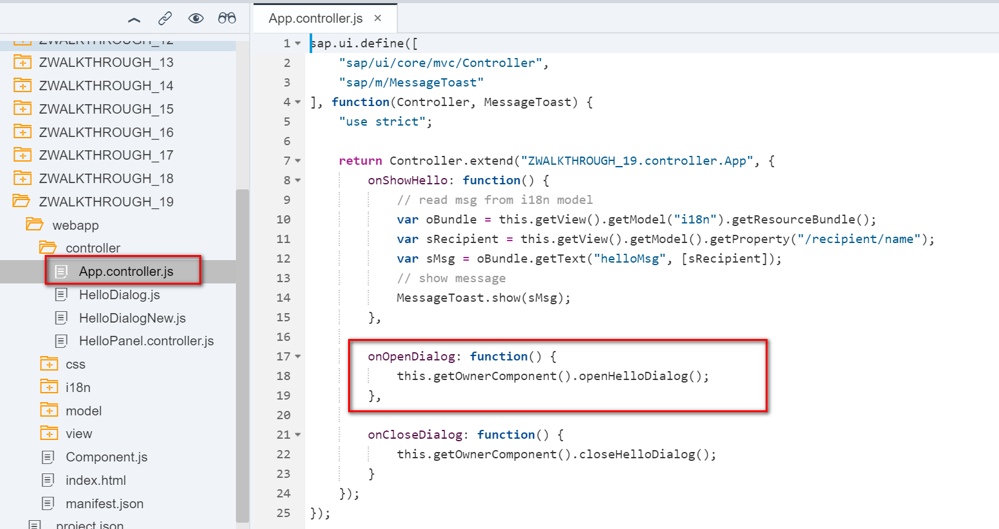 ZWALKTHROUGH_12
ZWALKTHROUGH_13
ZWALKTHROUGH_14
ZWALKTHROUGH_15
ZWALKTHROUGH_16
ZWALKTHROUGH_17
ZWALKTHROUGH_18
ZWALKTHROUGH_19
webapp
controller
App.controller.js
HelloDialog.js
HelloDialogNew.js
HelloPanel.controller.js
css
i18n
model
view
Component.js
index.html
manifest.json
project.json
App.controller.js ×
1 sap.ui.define([
2     "sap/ui/core/mvc/Controller",
3     "sap/m/MessageToast"
4 ], function(Controller, MessageToast) {
5     "use strict";
6
7     return Controller.extend("ZWALKTHROUGH_19.controller.App", {
8         onShowHello: function() {
9             // read msg from i18n model
10             var oBundle = this.getView().getModel("i18n").getResourceBundle();
11             var sRecipient = this.getView().getModel().getProperty("/recipient/name");
12             var sMsg = oBundle.getText("helloMsg", [sRecipient]);
13             // show message
14             MessageToast.show(sMsg);
15         },
16
17         onOpenDialog: function() {
18             this.getOwnerComponent().openHelloDialog();
19         },
20
21         onCloseDialog: function() {
22             this.getOwnerComponent().closeHelloDialog();
23         }
24     });
25 });